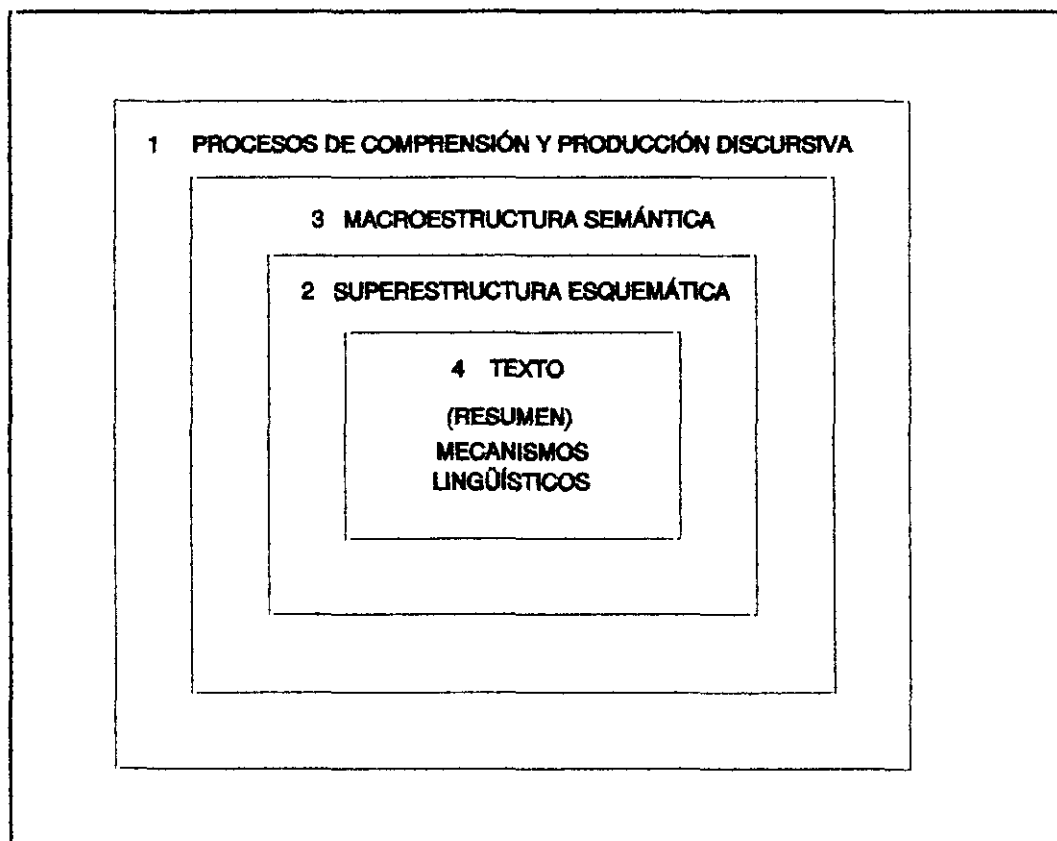 1 PROCESOS DE COMPRENSIÓN Y PRODUCCIÓN DISCURSIVA
3 MACROESTRUCTURA SEMÁNTICA
2 SUPERESTRUCTURA ESQUEMÁTICA
4 TEXTO
(RESUMEN)
MECANISMOS
LINGÜÍSTICOS